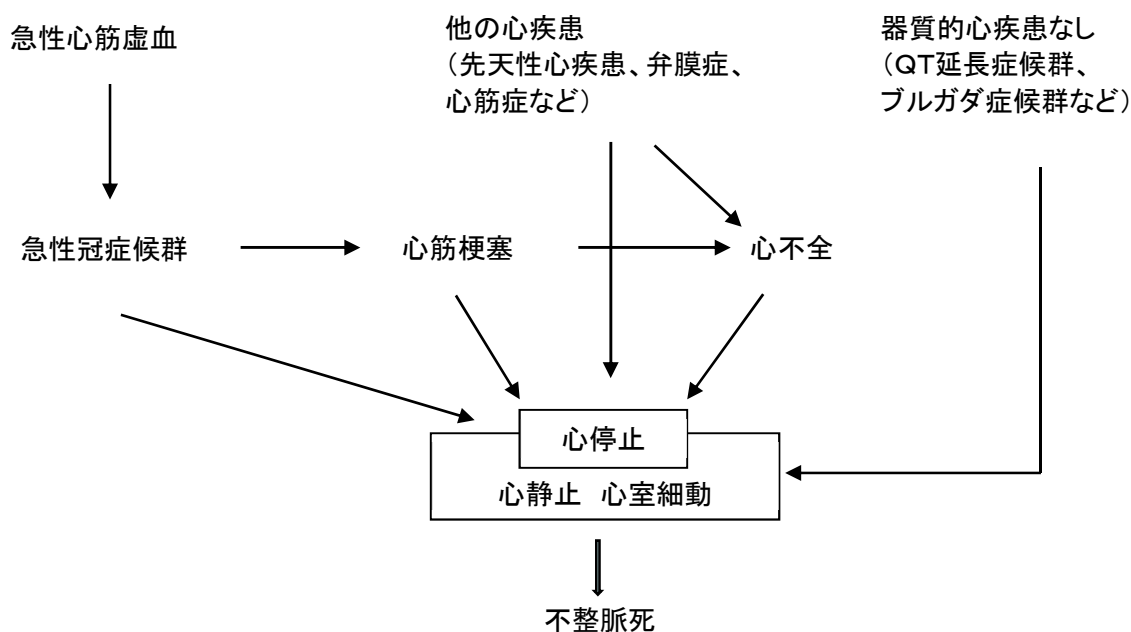 急性心筋虚血
他の心疾患
（先天性心疾患、弁膜症、
心筋症など）
器質的心疾患なし
（ＱＴ延長症候群、
ブルガダ症候群など）
急性冠症候群
心筋梗塞
心不全
心停止
心静止 心室細動
不整脈死